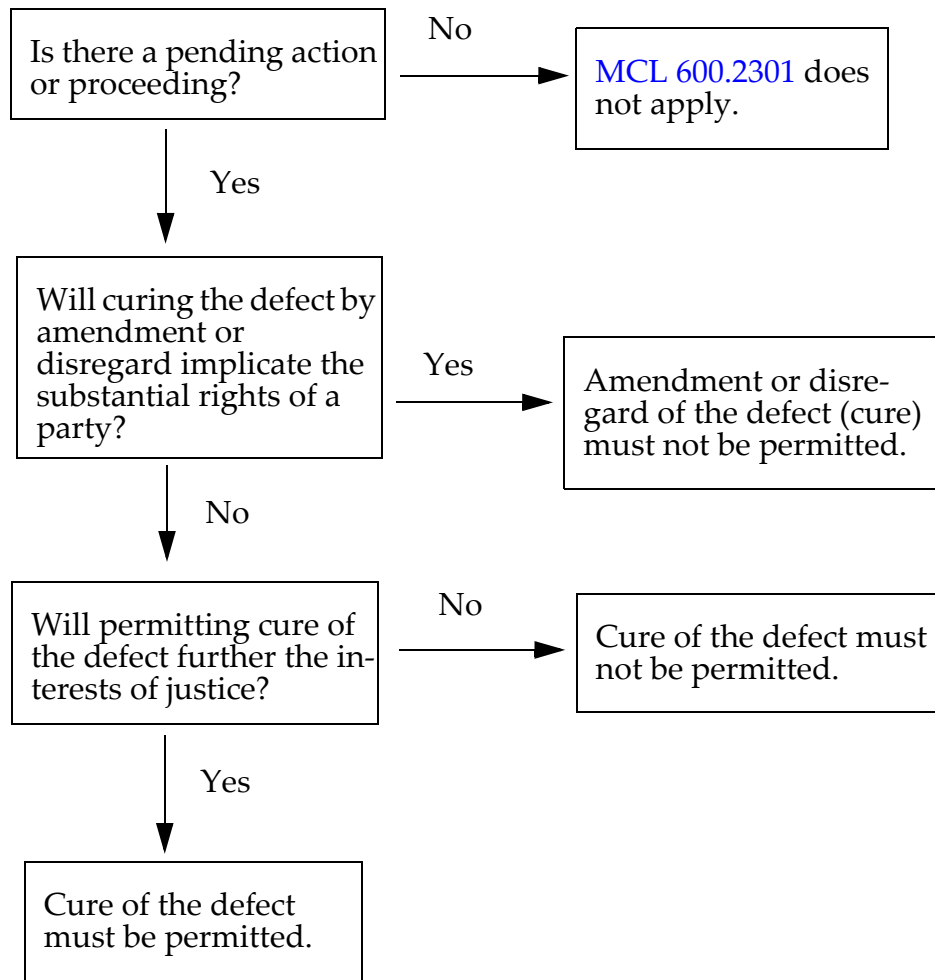 Is there a pending action
or proceeding?
No
MCL 600.2301 does
not apply.
Yes
Will curing the defect by
amendment or
disregard implicate the
substantial rights of a
party?
Yes
Amendment or disre-
gard of the defect (cure)
must not be permitted.
No
Will permitting cure of
the defect further the in-
terests of justice?
No
Cure of the defect must
not be permitted.
Yes
Cure of the defect
must be permitted.